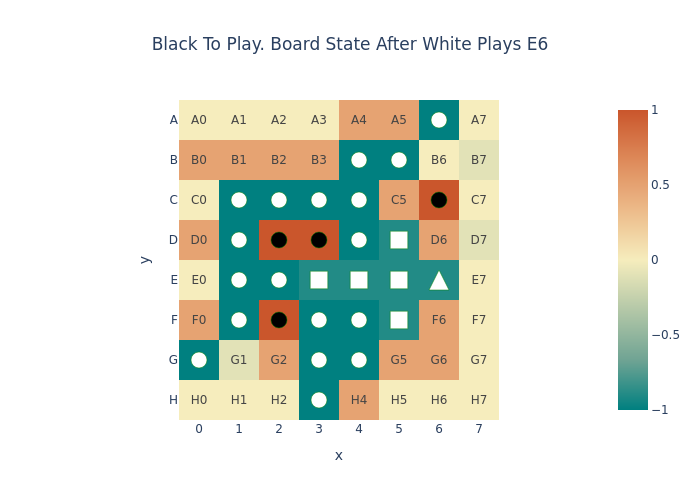 Black To Play. Board State After White Plays E6
A A0 A1 A2 A3 A4 A5 A7
B B0 B1 B2 B3 B6 B7
C C0 C5 C7
D D0 D6 D7
E E0 E7
F F0 F6 F7
G G1 G2 G5 G6 G7
H H0 H1 H2 H4 H5 H6 H7
0 1 2 3 4 5 6 7
x
y
1
0.5
0
−0.5
−1